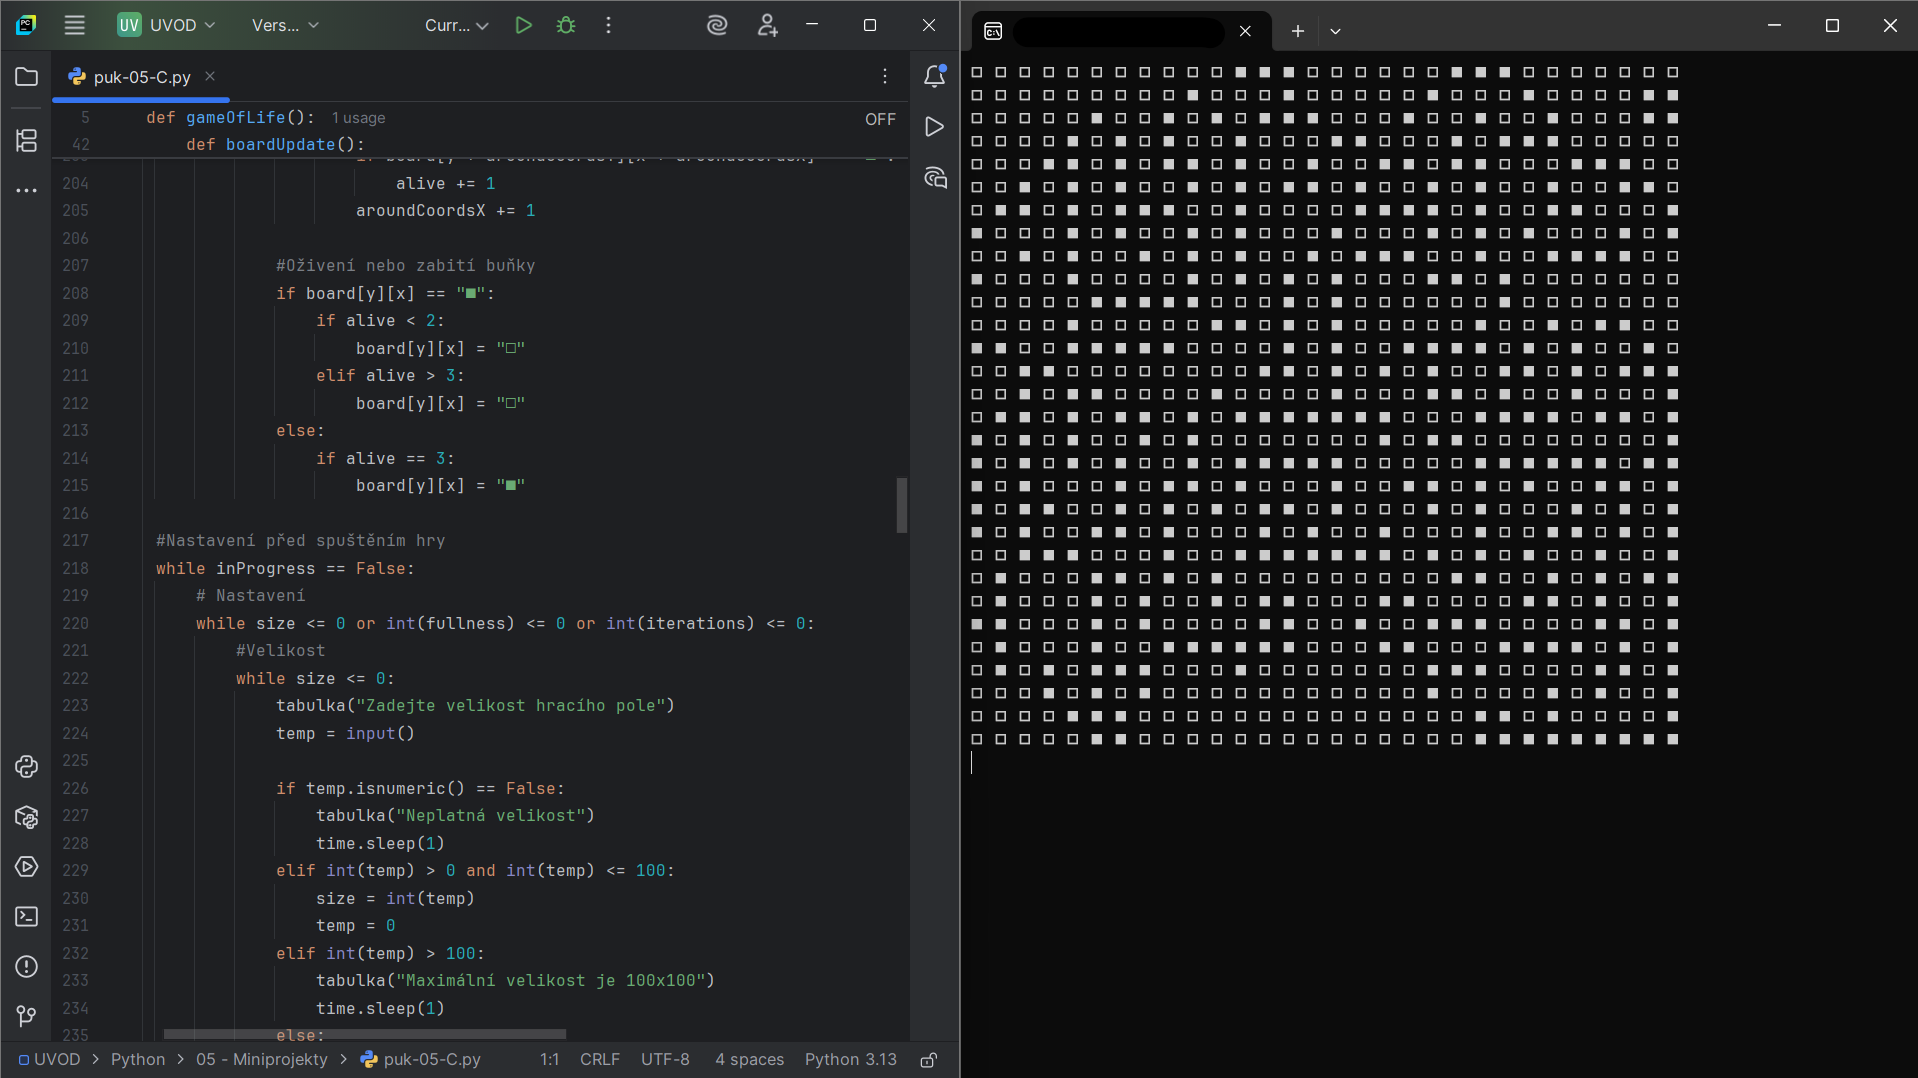 UV UVOD Vers... Curr...
puk-05-C.py
5 def gameOfLife(): 1 usage OFF
42 def boardUpdate():
204 alive += 1
205 aroundCoordsX += 1
206
207 #Oživení nebo zabití buňky
208 if board[y][x] == "■":
209 if alive < 2:
210 board[y][x] = "□"
211 elif alive > 3:
212 board[y][x] = "□"
213 else:
214 if alive == 3:
215 board[y][x] = "■"
216
217 #Nastavení před spuštěním hry
218 while inProgress == False:
219 # Nastavení
220 while size <= 0 or int(fullness) <= 0 or int(iterations) <= 0:
221 #Velikost
222 while size <= 0:
223 tabulka("Zadejte velikost hracího pole")
224 temp = input()
225
226 if temp.isnumeric() == False:
227 tabulka("Neplatná velikost")
228 time.sleep(1)
229 elif int(temp) > 0 and int(temp) <= 100:
230 size = int(temp)
231 temp = 0
232 elif int(temp) > 100:
233 tabulka("Maximální velikost je 100x100")
234 time.sleep(1)
235 else:
UVOD > Python > 05 - Miniprojekty > puk-05-C.py 1:1 CRLF UTF-8 4 spaces Python 3.13